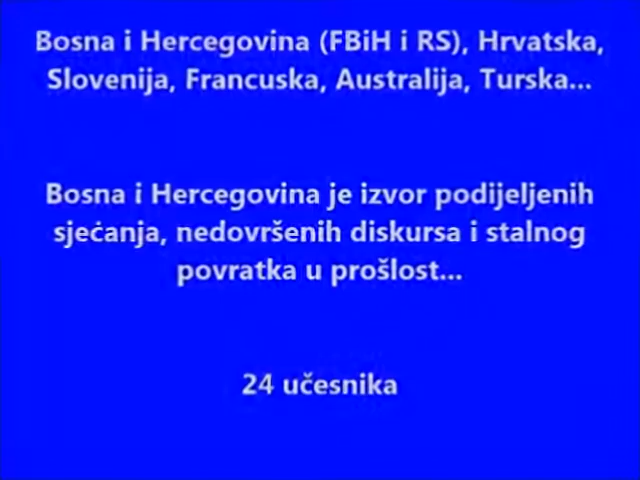 Bosna i Hercegovina (FBiH i RS), Hrvatska,
Slovenija, Francuska, Australija, Turska...
Bosna i Hercegovina je izvor podijeljenih
sjećanja, nedovršenih diskursa i stalnog
povratka u prošlost...
24 učesnika